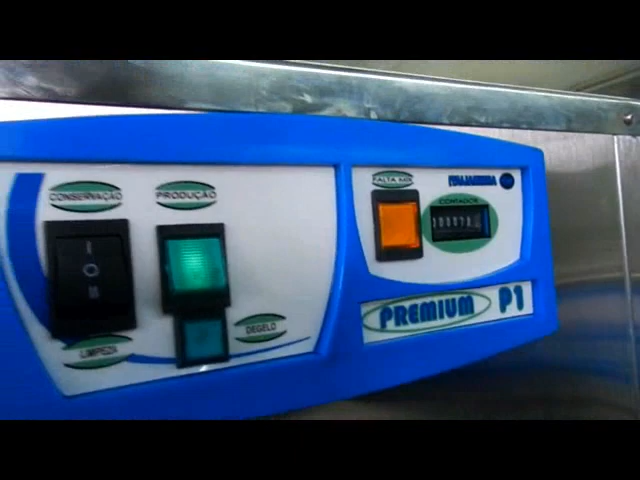 CONSERVAÇÃO
PRODUÇÃO
LIMPEZA
DEGELO
FALTA MIX
CONTADOR
PREMIUM P1